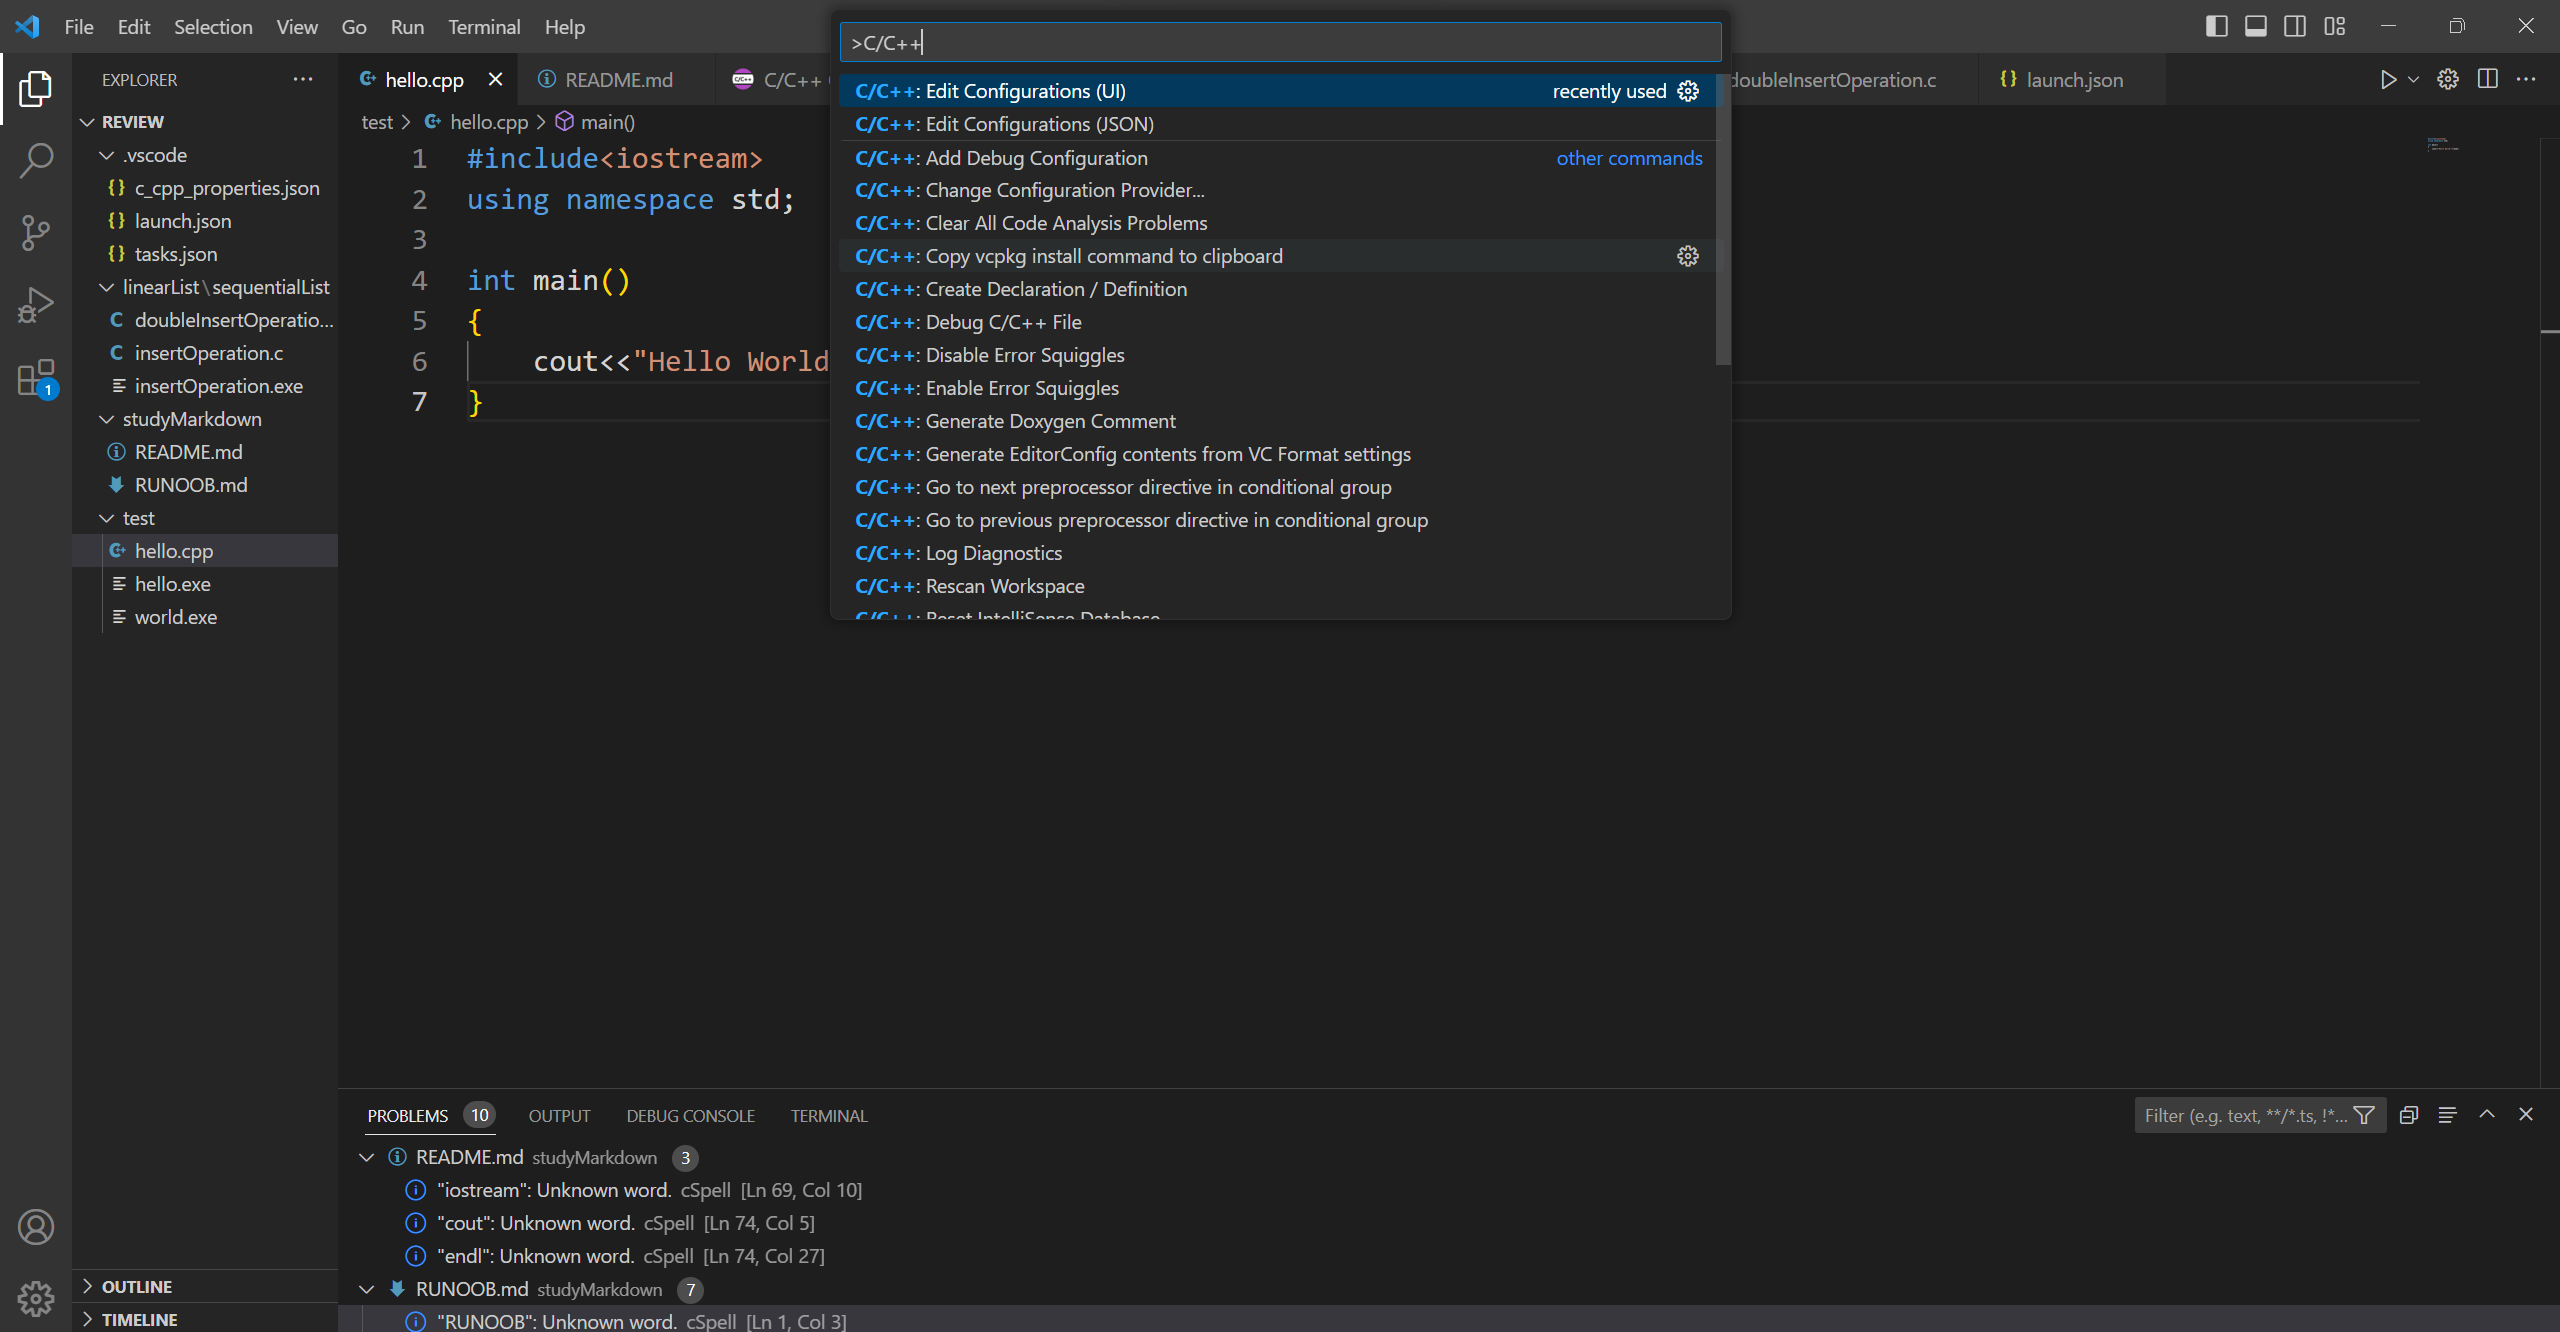 File Edit Selection View Go Run Terminal Help
>C/C++
EXPLORER
hello.cpp
README.md
C/C++
doubleInsertOperation.c
launch.json
C/C++: Edit Configurations (UI) recently used
C/C++: Edit Configurations (JSON)
C/C++: Add Debug Configuration other commands
C/C++: Change Configuration Provider...
C/C++: Clear All Code Analysis Problems
C/C++: Copy vcpkg install command to clipboard
C/C++: Create Declaration / Definition
C/C++: Debug C/C++ File
C/C++: Disable Error Squiggles
C/C++: Enable Error Squiggles
C/C++: Generate Doxygen Comment
C/C++: Generate EditorConfig contents from VC Format settings
C/C++: Go to next preprocessor directive in conditional group
C/C++: Go to previous preprocessor directive in conditional group
C/C++: Log Diagnostics
C/C++: Rescan Workspace
C/C++: Reset IntelliSense Database
REVIEW
.vscode
{} c_cpp_properties.json
{} launch.json
{} tasks.json
linearList\sequentialList
C doubleInsertOperatio...
C insertOperation.c
insertOperation.exe
studyMarkdown
README.md
RUNOOB.md
test
hello.cpp
hello.exe
world.exe
1
OUTLINE
TIMELINE
test > hello.cpp > main()
1 #include<iostream>
2 using namespace std;
3
4 int main()
5 {
6 cout<<"Hello World
7 }
PROBLEMS 10 OUTPUT DEBUG CONSOLE TERMINAL
Filter (e.g. text, **/*.ts, !*...
README.md studyMarkdown 3
"iostream": Unknown word. cSpell [Ln 69, Col 10]
"cout": Unknown word. cSpell [Ln 74, Col 5]
"endl": Unknown word. cSpell [Ln 74, Col 27]
RUNOOB.md studyMarkdown 7
"RUNOOB": Unknown word. cSpell [Ln 1, Col 3]